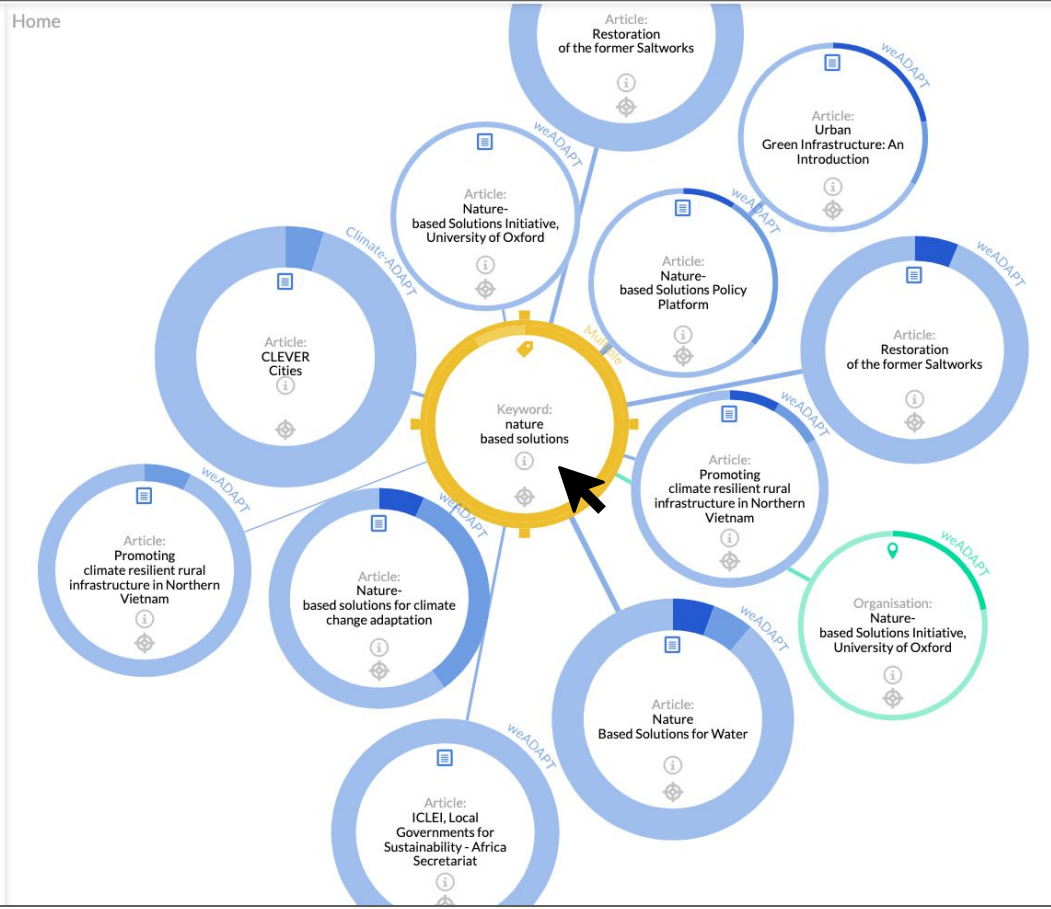 Home
Article:
Restoration
of the former Saltworks
weADAPT
Article:
Urban
Green Infrastructure: An
Introduction
weADAPT
Article:
Nature-
based Solutions Initiative,
University of Oxford
weADAPT
Article:
Nature-
based Solutions Policy
Platform
Climate-ADAPT
Article:
CLEVER
Cities
weADAPT
Article:
Restoration
of the former Saltworks
Multiple
Keyword:
nature
based solutions
weADAPT
Article:
Promoting
climate resilient rural
infrastructure in Northern
Vietnam
weADAPT
Article:
Promoting
climate resilient rural
infrastructure in Northern
Vietnam
weADAPT
Article:
Nature-
based solutions for climate
change adaptation
weADAPT
Organisation:
Nature-
based Solutions Initiative,
University of Oxford
weADAPT
Article:
Nature
Based Solutions for Water
weADAPT
Article:
ICLEI, Local
Governments for
Sustainability - Africa
Secretariat